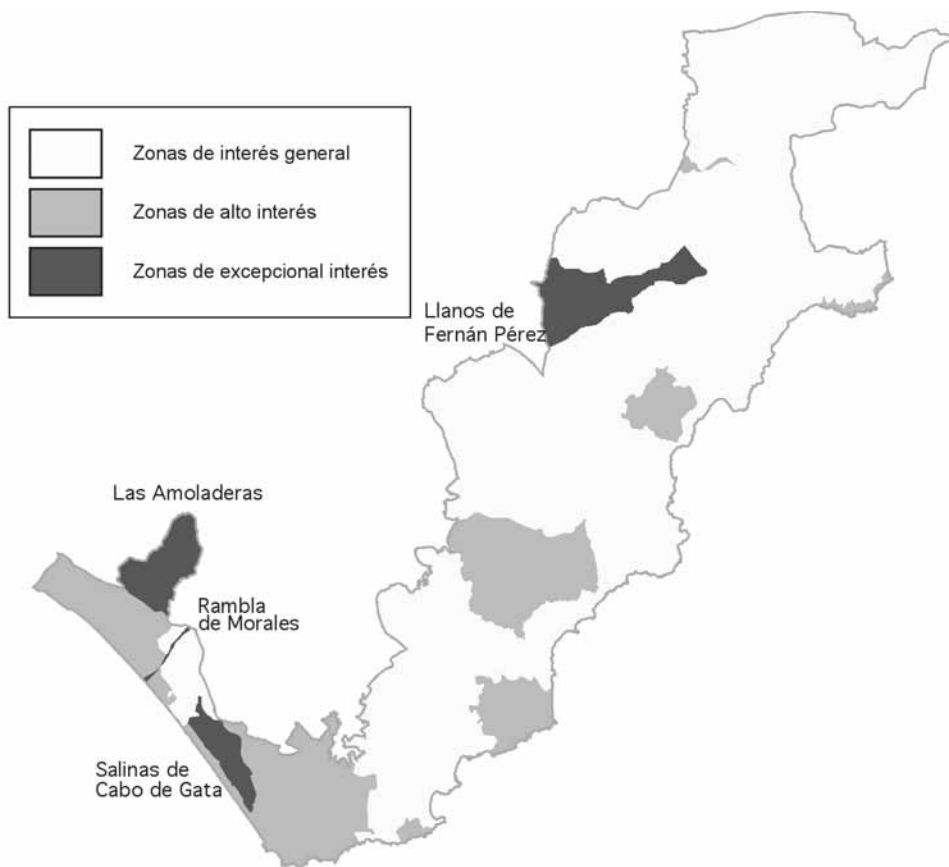 Zonas de interés general
Zonas de alto interés
Zonas de excepcional interés
Llanos de
Fernán Pérez
Las Amoladeras
Rambla
de Morales
Salinas de
Cabo de Gata